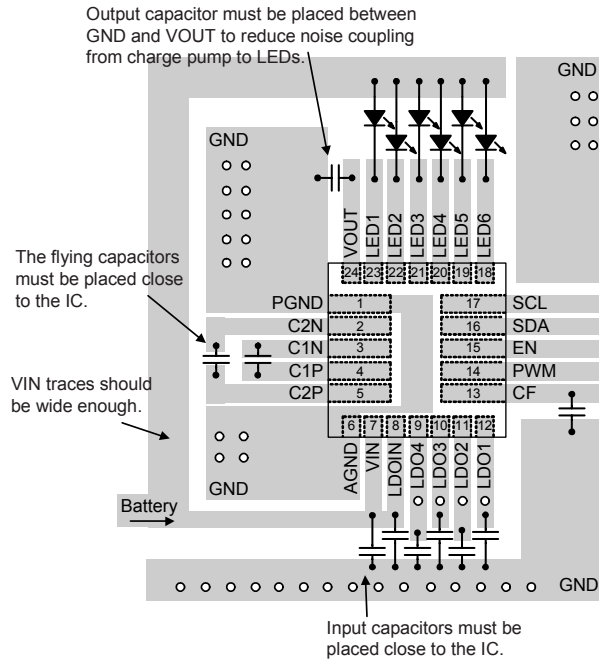 Output capacitor must be placed between
GND and VOUT to reduce noise coupling
from charge pump to LEDs.
GND
GND
VOUT
LED1
LED2
LED3
LED4
LED5
LED6
24 23 22 21 20 19 18
The flying capacitors
must be placed close
to the IC.
PGND 1
C2N 2
C1N 3
C1P 4
C2P 5
17 SCL
16 SDA
15 EN
14 PWM
13 CF
VIN traces should
be wide enough.
6 7 8 9 10 11 12
AGND
VIN
LDOIN
LDO4
LDO3
LDO2
LDO1
GND
Battery
GND
Input capacitors must be
placed close to the IC.